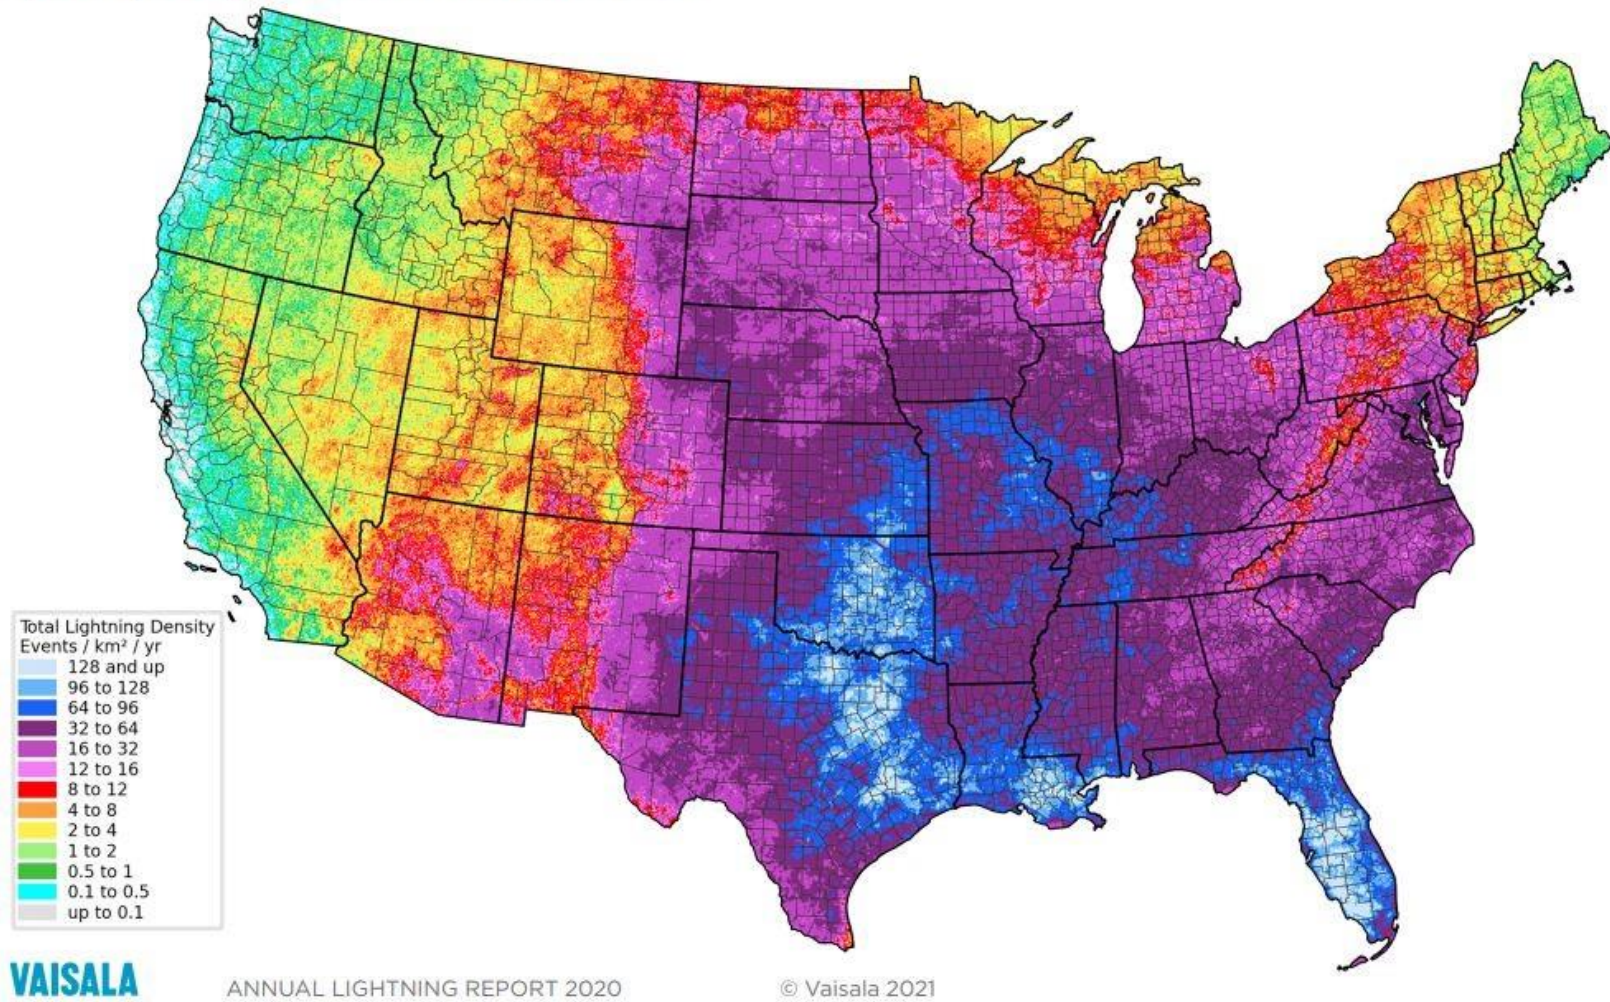 Total Lightning Density
Events / km² / yr
128 and up
96 to 128
64 to 96
32 to 64
16 to 32
12 to 16
8 to 12
4 to 8
2 to 4
1 to 2
0.5 to 1
0.1 to 0.5
up to 0.1
VAISALA
ANNUAL LIGHTNING REPORT 2020
© Vaisala 2021